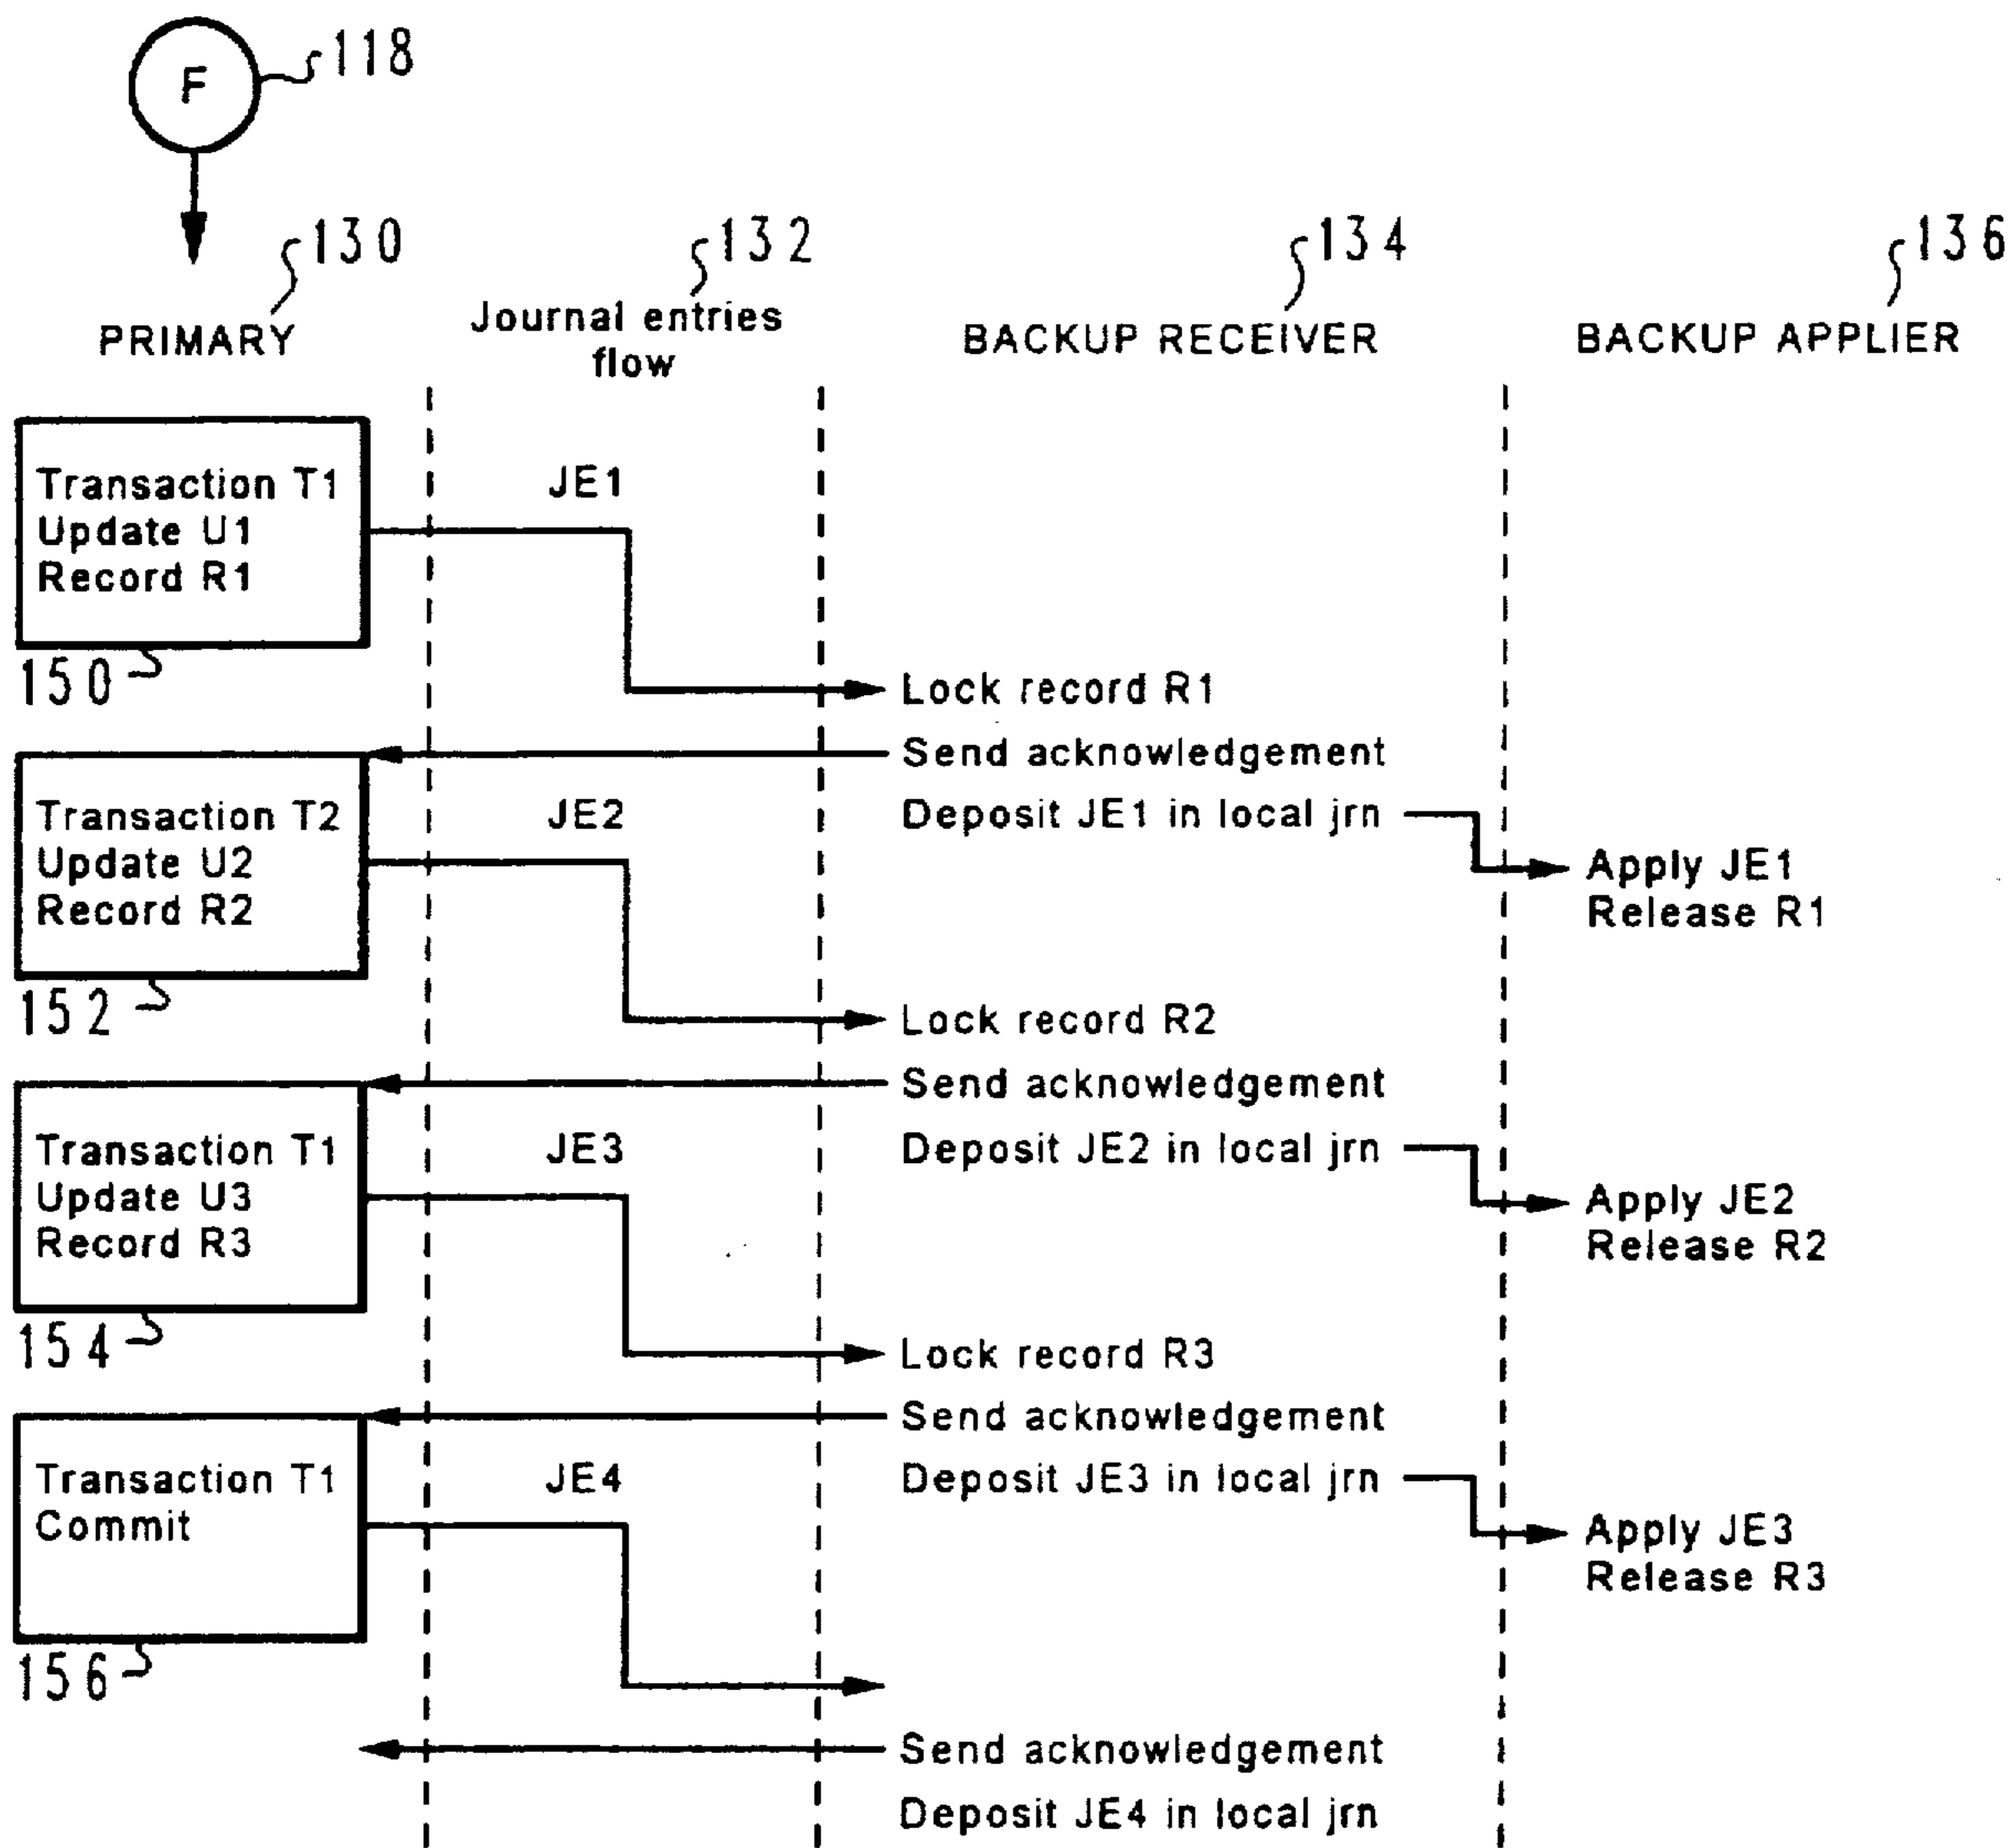 F
118
130
132
134
136
PRIMARY
Journal entries
flow
BACKUP RECEIVER
BACKUP APPLIER
Transaction T1
Update U1
Record R1
150
JE1
Lock record R1
Send acknowledgement
Transaction T2
Update U2
Record R2
152
JE2
Deposit JE1 in local jrn
Apply JE1
Release R1
Lock record R2
Send acknowledgement
Transaction T1
Update U3
Record R3
154
JE3
Deposit JE2 in local jrn
Apply JE2
Release R2
Lock record R3
Send acknowledgement
Transaction T1
Commit
156
JE4
Deposit JE3 in local jrn
Apply JE3
Release R3
Send acknowledgement
Deposit JE4 in local jrn